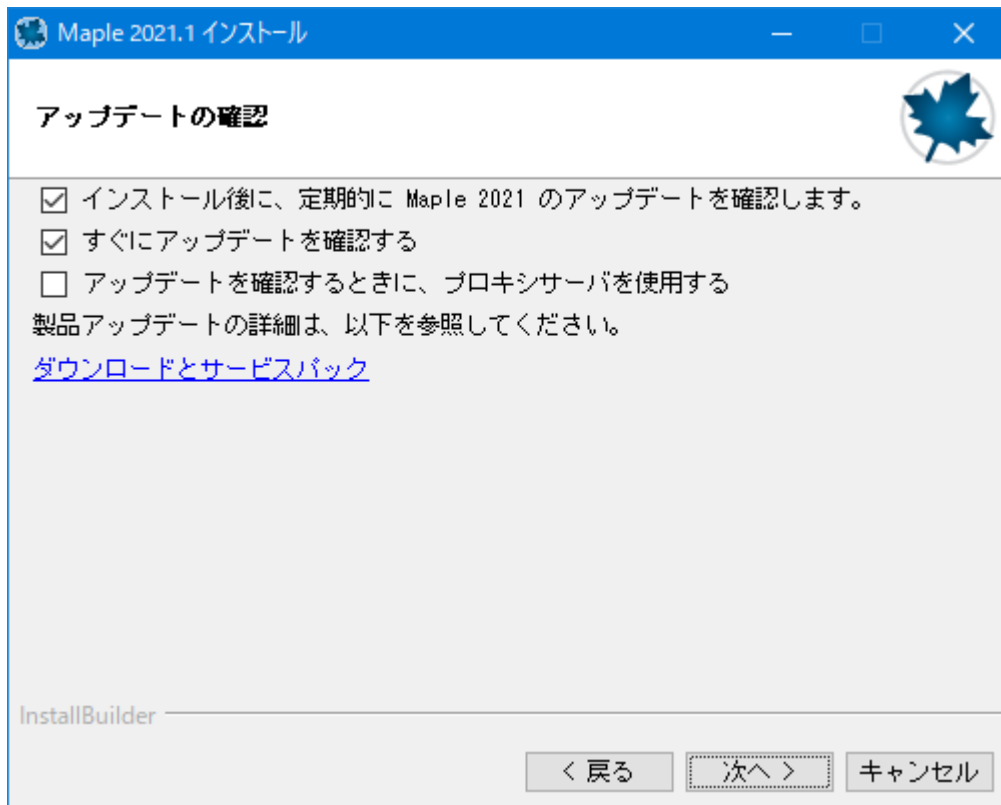 Maple 2021.1 インストール
アップデートの確認
インストール後に、定期的に Maple 2021 のアップデートを確認します。
すぐにアップデートを確認する
アップデートを確認するときに、プロキシサーバを使用する
製品アップデートの詳細は、以下を参照してください。
ダウンロードとサービスパック
InstallBuilder
< 戻る
次へ >
キャンセル